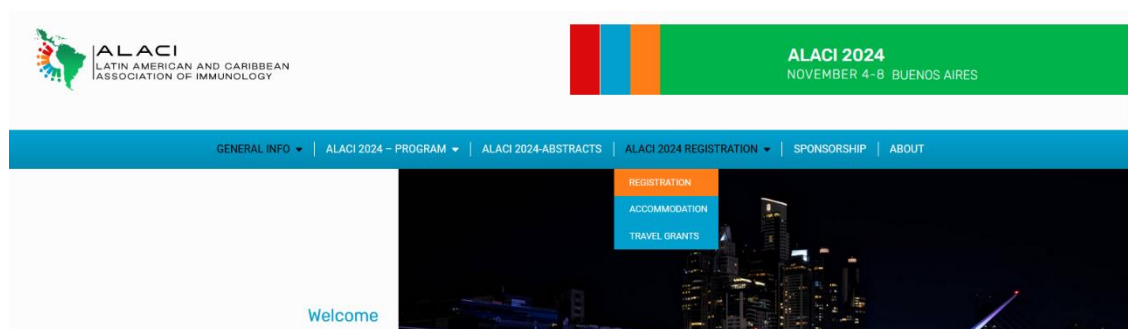 ALACI
LATIN AMERICAN AND CARIBBEAN
ASSOCIATION OF IMMUNOLOGY
ALACI 2024
NOVEMBER 4-8 BUENOS AIRES
GENERAL INFO ALACI 2024 – PROGRAM ALACI 2024-ABSTRACTS ALACI 2024 REGISTRATION SPONSORSHIP ABOUT
REGISTRATION
ACCOMMODATION
TRAVEL GRANTS
Welcome